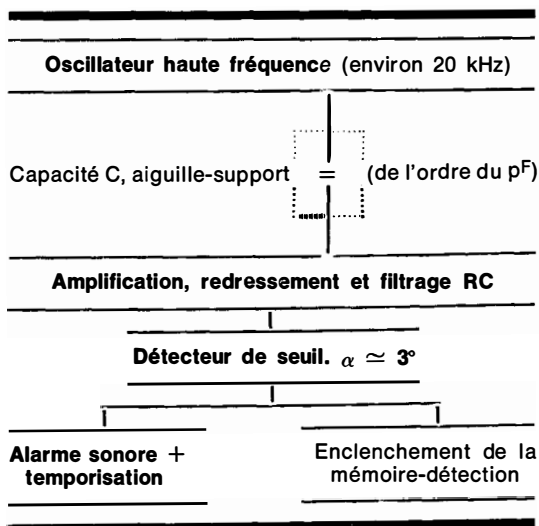 Oscillateur haute fréquence (environ 20 kHz)
Capacité C, aiguille-support = (de l'ordre du pF)
Amplification, redressement et filtrage RC
Détecteur de seuil. α ≃ 3°
Alarme sonore +
temporisation
Enclenchement de la
mémoire-détection